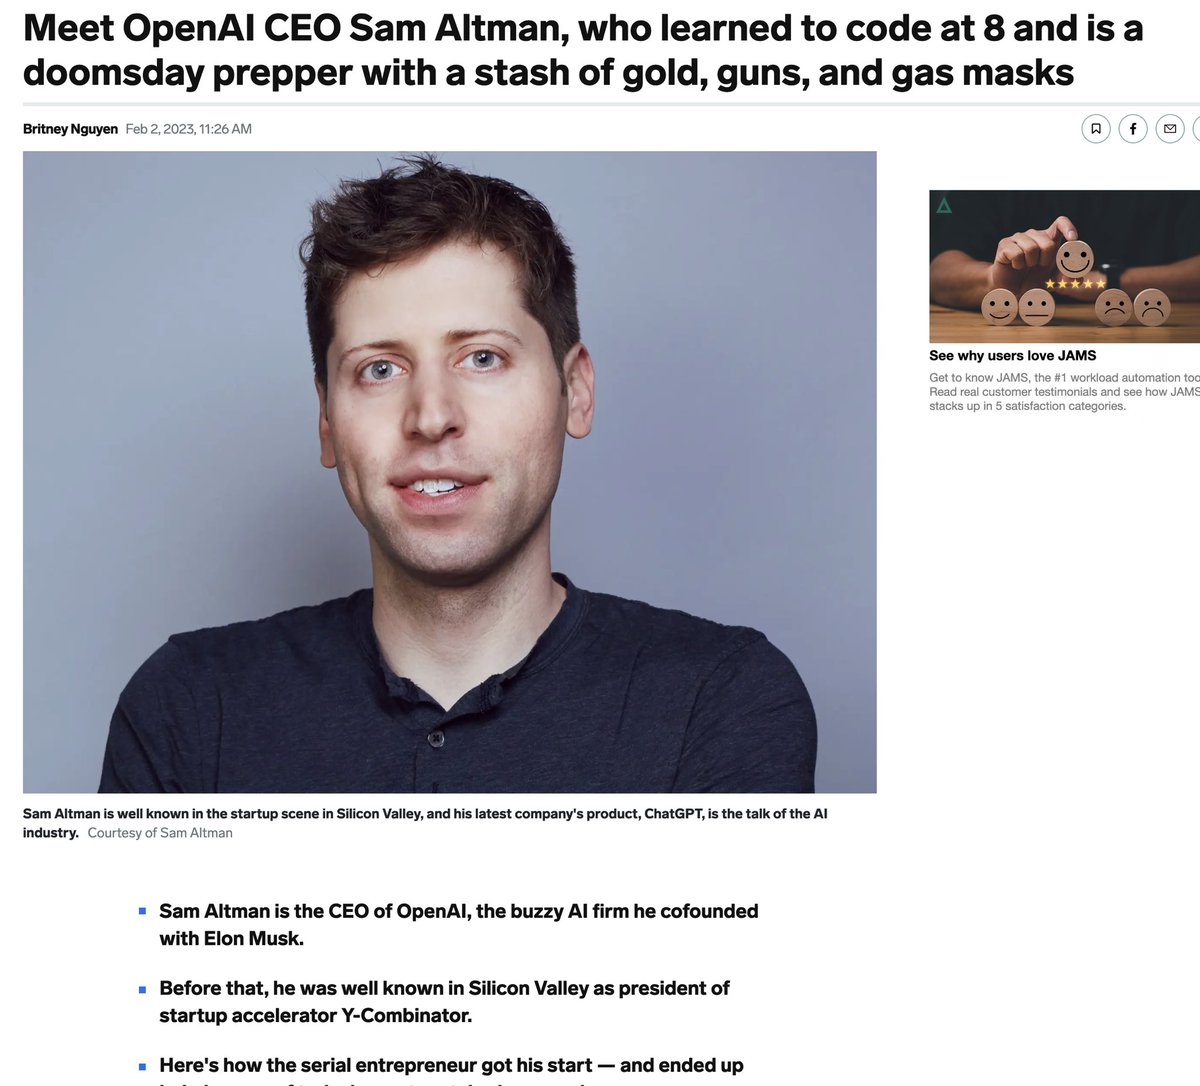 Meet OpenAI CEO Sam Altman, who learned to code at 8 and is a
doomsday prepper with a stash of gold, guns, and gas masks
Britney Nguyen Feb 2, 2023, 11:26 AM
See why users love JAMS
Get to know JAMS, the #1 workload automation
Read real customer testimonials and see how JAMS
stacks up in 5 satisfaction categories.
Sam Altman is well known in the startup scene in Silicon Valley, and his latest company's product, ChatGPT, is the talk of the AI
industry. Courtesy of Sam Altman
Sam Altman is the CEO of OpenAI, the buzzy AI firm he cofounded
with Elon Musk.
Before that, he was well known in Silicon Valley as president of
startup accelerator Y-Combinator.
Here's how the serial entrepreneur got his start — and ended up